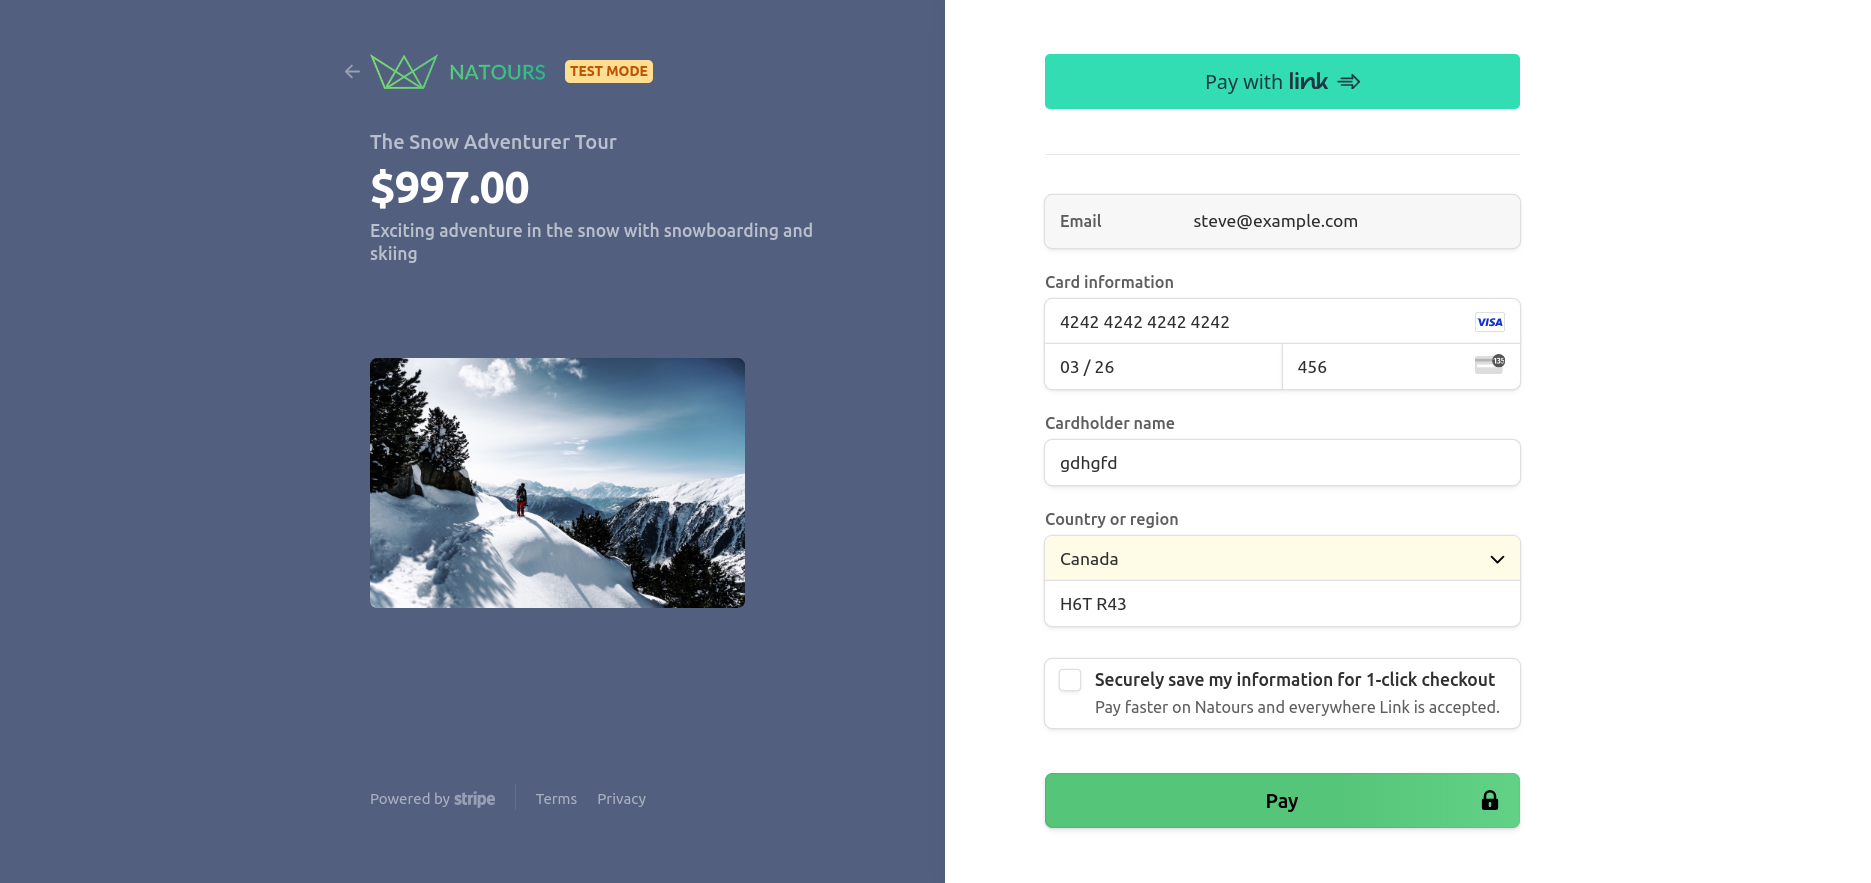 NATOURS
TEST MODE
The Snow Adventurer Tour
$997.00
Exciting adventure in the snow with snowboarding and
skiing
Powered by stripe
Terms
Privacy
Pay with link
Email
steve@example.com
Card information
4242 4242 4242 4242
VISA
03 / 26
456
135
Cardholder name
gdhgfd
Country or region
Canada
H6T R43
Securely save my information for 1-click checkout
Pay faster on Natours and everywhere Link is accepted.
Pay